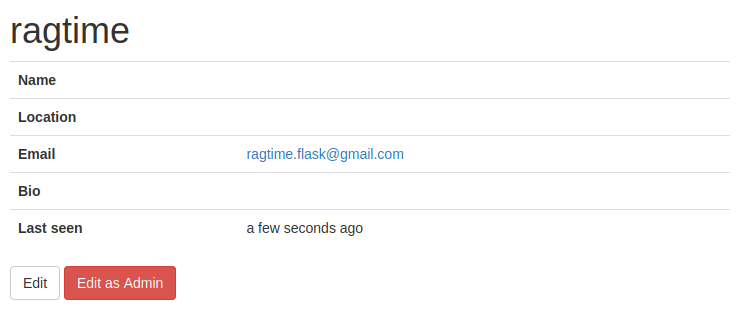 ragtime
Name
Location
Email ragtime.flask@gmail.com
Bio
Last seen a few seconds ago
Edit Edit as Admin